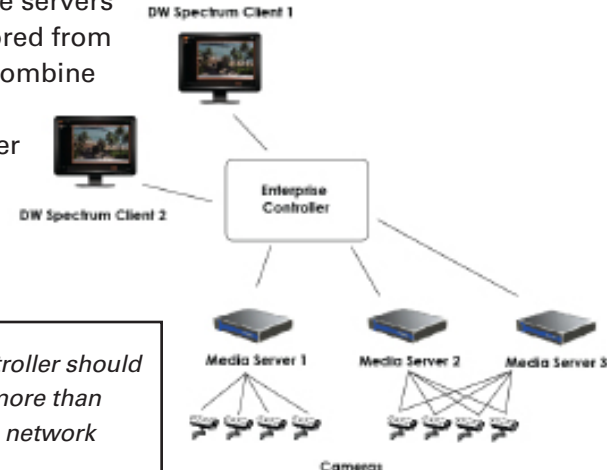 e servers
ored from
ombine
er
DW Spectrum Client 1
DW Spectrum Client 2
Enterprise
Controller
Media Server 1
Media Server 2
Media Server 3
Cameras
troller should
more than
network